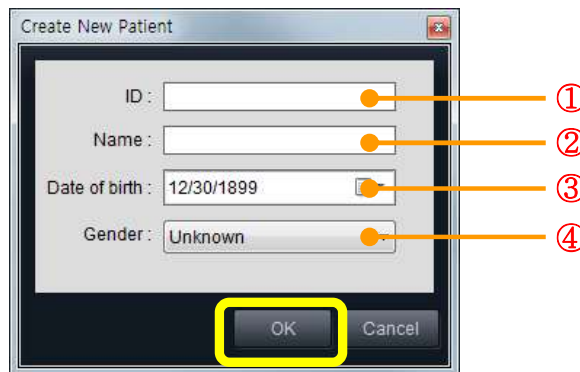 Create New Patient
ID : ①
Name : ②
Date of birth : 12/30/1899 ③
Gender : Unknown ④
OK Cancel